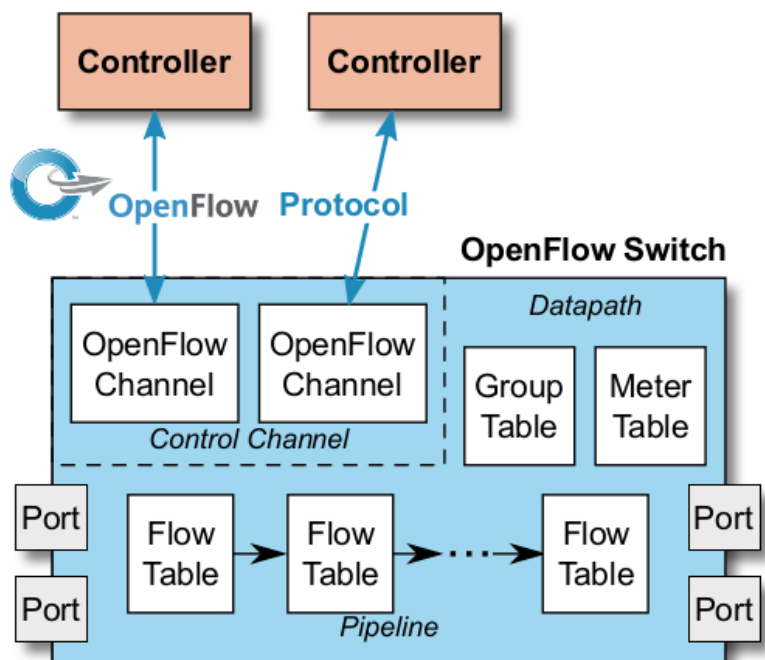 Controller
Controller
OpenFlow
Protocol
™
OpenFlow Switch
Datapath
OpenFlow
Channel
OpenFlow
Channel
Control Channel
Group
Table
Meter
Table
Port
Port
Flow
Table
Flow
Table
Flow
Table
Port
Port
Pipeline